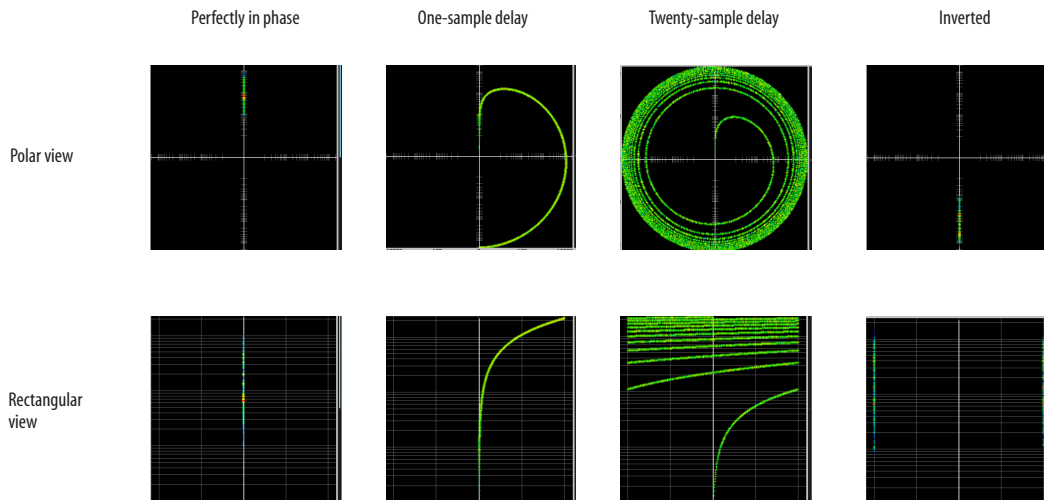 Perfectly in phase
One-sample delay
Twenty-sample delay
Inverted
Polar view
Rectangular
view